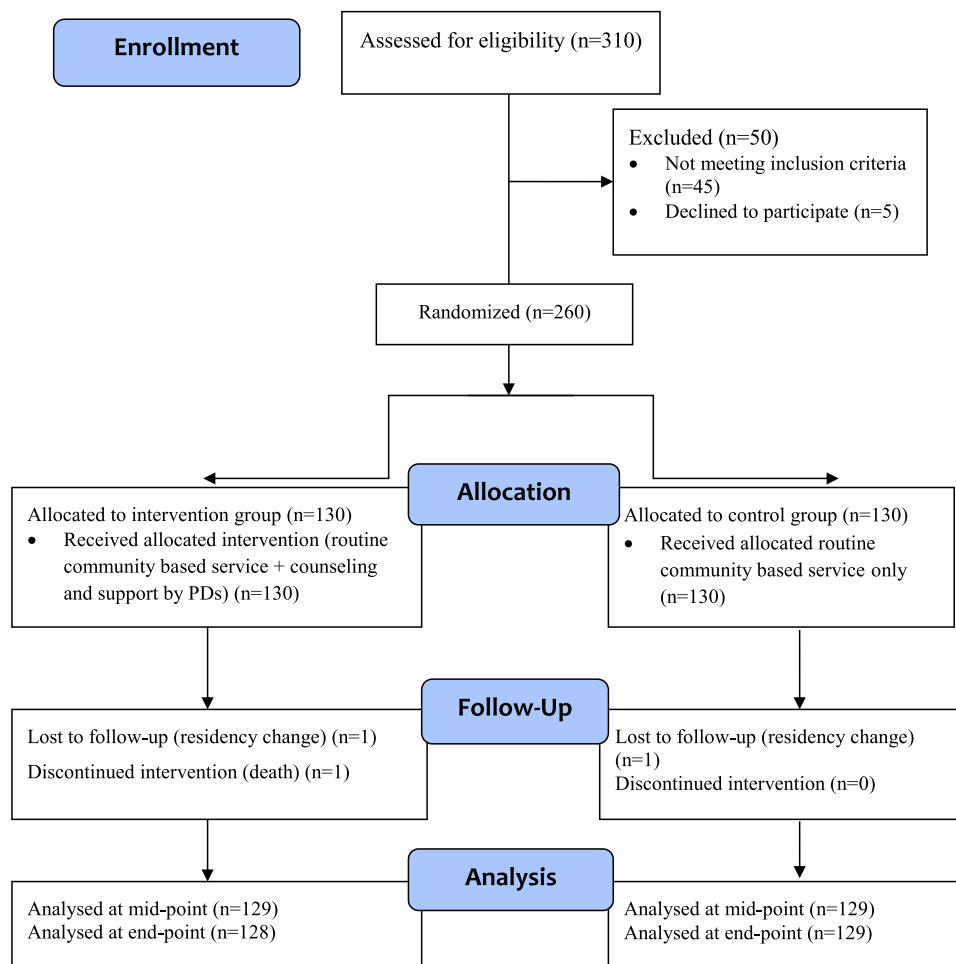 Enrollment
Assessed for eligibility (n=310)
Excluded (n=50)
• Not meeting inclusion criteria
(n=45)
• Declined to participate (n=5)
Randomized (n=260)
Allocation
Allocated to intervention group (n=130)
• Received allocated intervention (routine
community based service + counseling
and support by PDs) (n=130)
Allocated to control group (n=130)
• Received allocated routine
community based service only
(n=130)
Follow-Up
Lost to follow-up (residency change) (n=1)
Discontinued intervention (death) (n=1)
Lost to follow-up (residency change)
(n=1)
Discontinued intervention (n=0)
Analysis
Analysed at mid-point (n=129)
Analysed at end-point (n=128)
Analysed at mid-point (n=129)
Analysed at end-point (n=129)